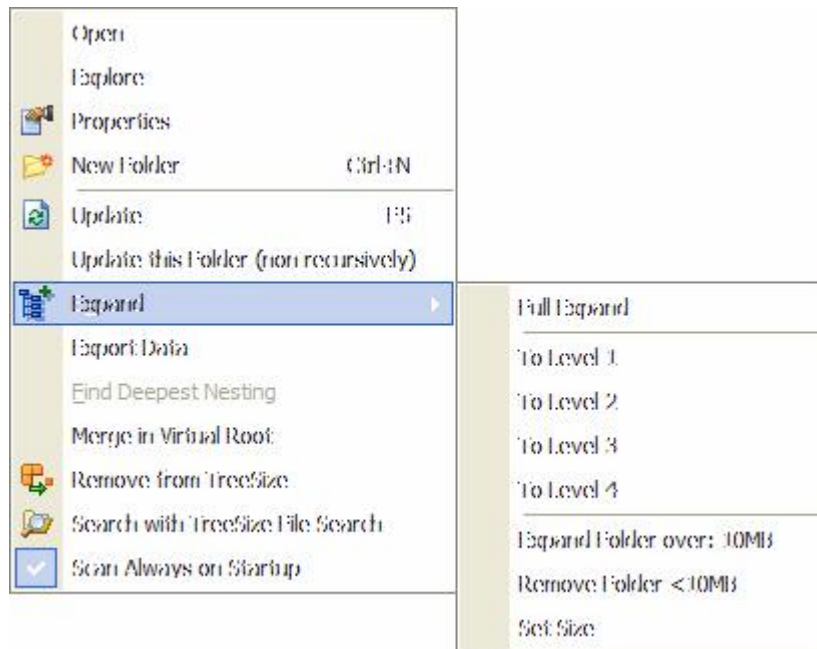 Open
Explore
Properties
New Folder Ctrl+N
Update F5
Update this Folder (non recursively)
Expand
Export Data
Find Deepest Nesting
Merge in Virtual Root
Remove from TreeSize
Search with TreeSize File Search
Scan Always on Startup
Full Expand
To Level 1
To Level 2
To Level 3
To Level 4
Expand Folder over: 10MB
Remove Folder <10MB
Set Size